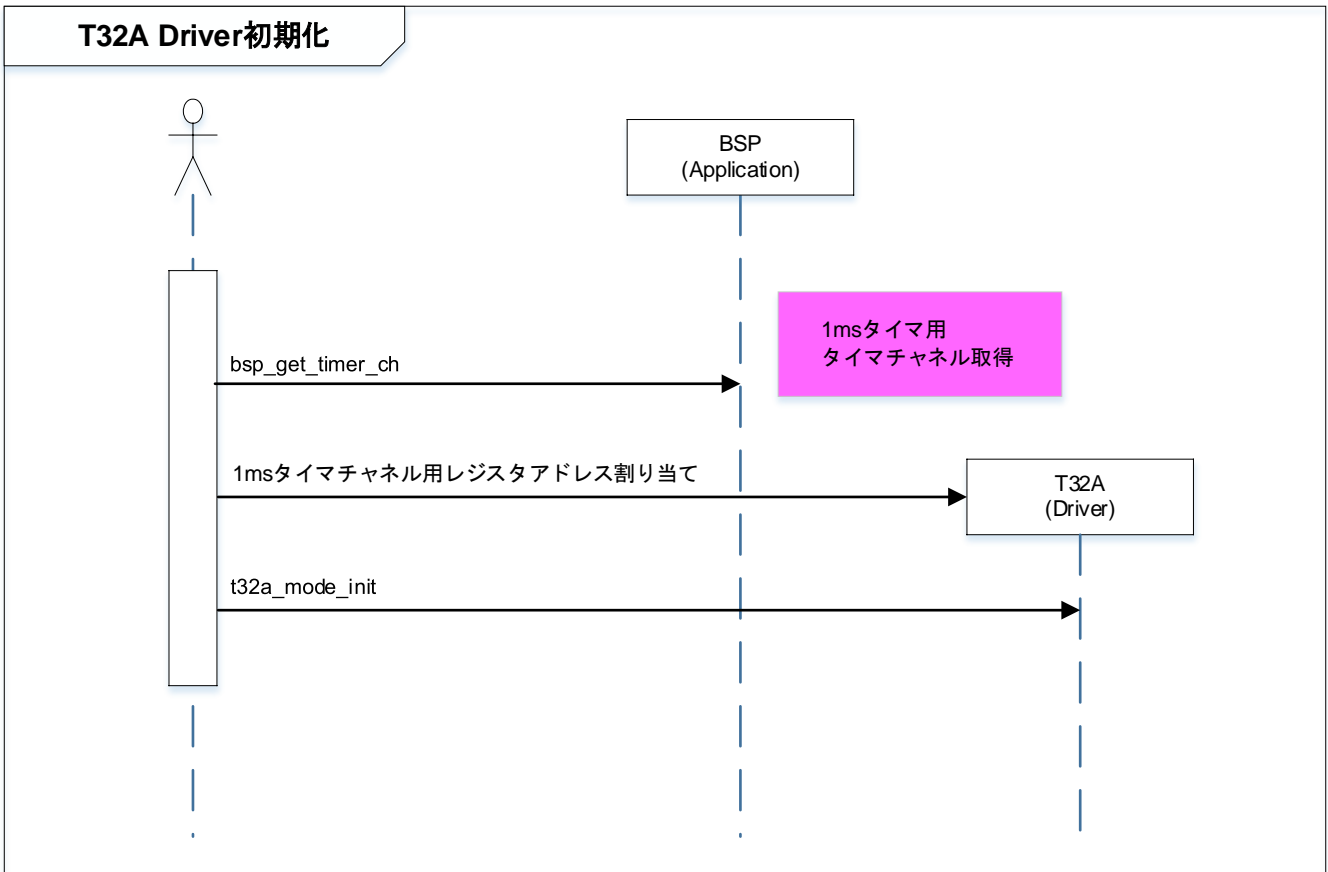 T32A Driver初期化
BSP
(Application)
1msタイマ用
タイマチャネル取得
bsp_get_timer_ch
1msタイマチャネル用レジスタアドレス割り当て
T32A
(Driver)
t32a_mode_init